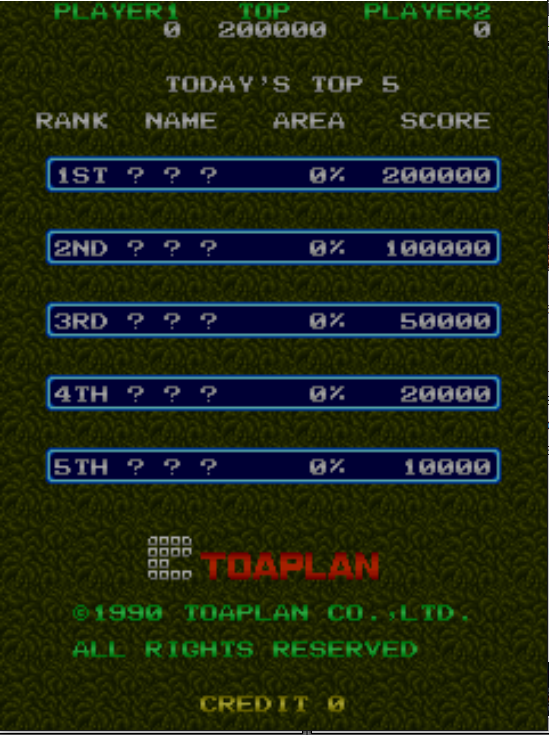 PLAYER1 TOP PLAYER2
0 200000 0
TODAY'S TOP 5
RANK NAME AREA SCORE
1ST ? ? ? 0% 200000
2ND ? ? ? 0% 100000
3RD ? ? ? 0% 50000
4TH ? ? ? 0% 20000
5TH ? ? ? 0% 10000
TOAPLAN
©1990 TOAPLAN CO.,LTD.
ALL RIGHTS RESERVED
CREDIT 0